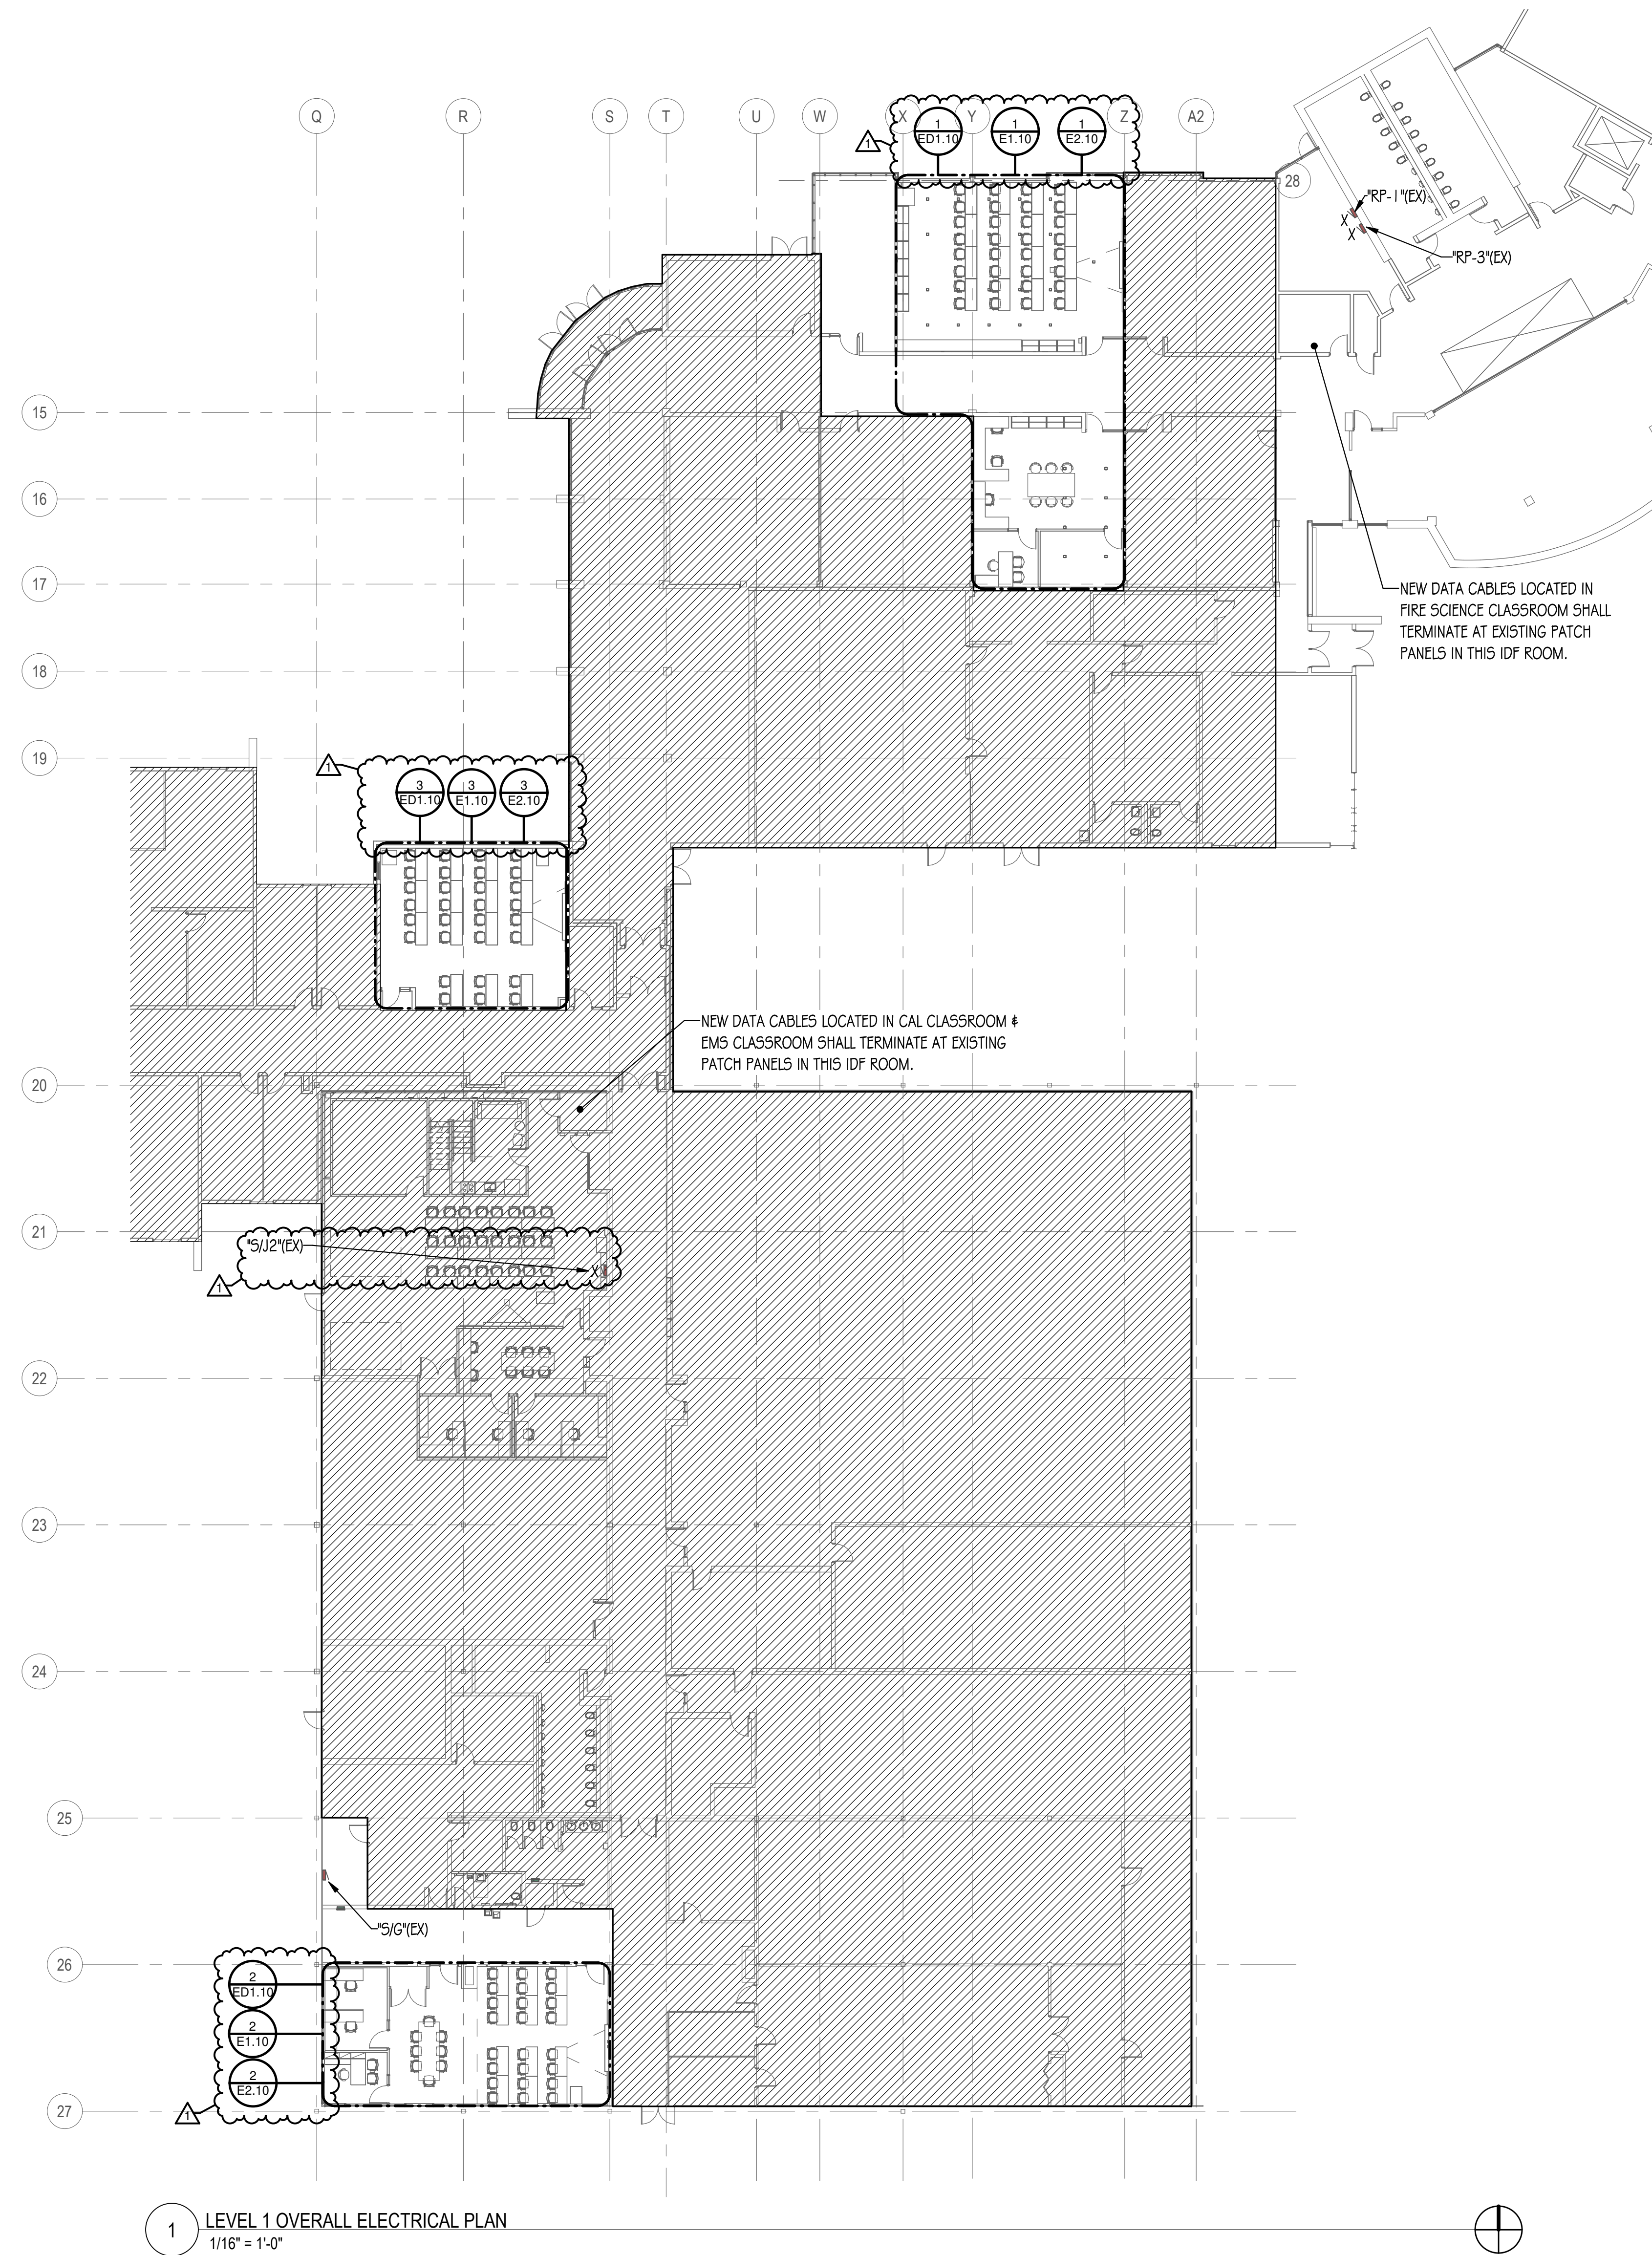 Q
R
S
T
U
W
X
Y
Z
A2
1
1
ED1.10
1
E1.10
1
E2.10
28
"RP-1"(EX)
X
X
"RP-3"(EX)
15
16
17
NEW DATA CABLES LOCATED IN
FIRE SCIENCE CLASSROOM SHALL
TERMINATE AT EXISTING PATCH
PANELS IN THIS IDF ROOM.
18
19
1
3
ED1.10
3
E1.10
3
E2.10
NEW DATA CABLES LOCATED IN CAL CLASSROOM &
EMS CLASSROOM SHALL TERMINATE AT EXISTING
PATCH PANELS IN THIS IDF ROOM.
20
21
"S/J2"(EX)
X
1
22
23
24
25
"S/G"(EX)
26
2
ED1.10
2
E1.10
2
E2.10
1
27
1
LEVEL 1 OVERALL ELECTRICAL PLAN
1/16" = 1'-0"